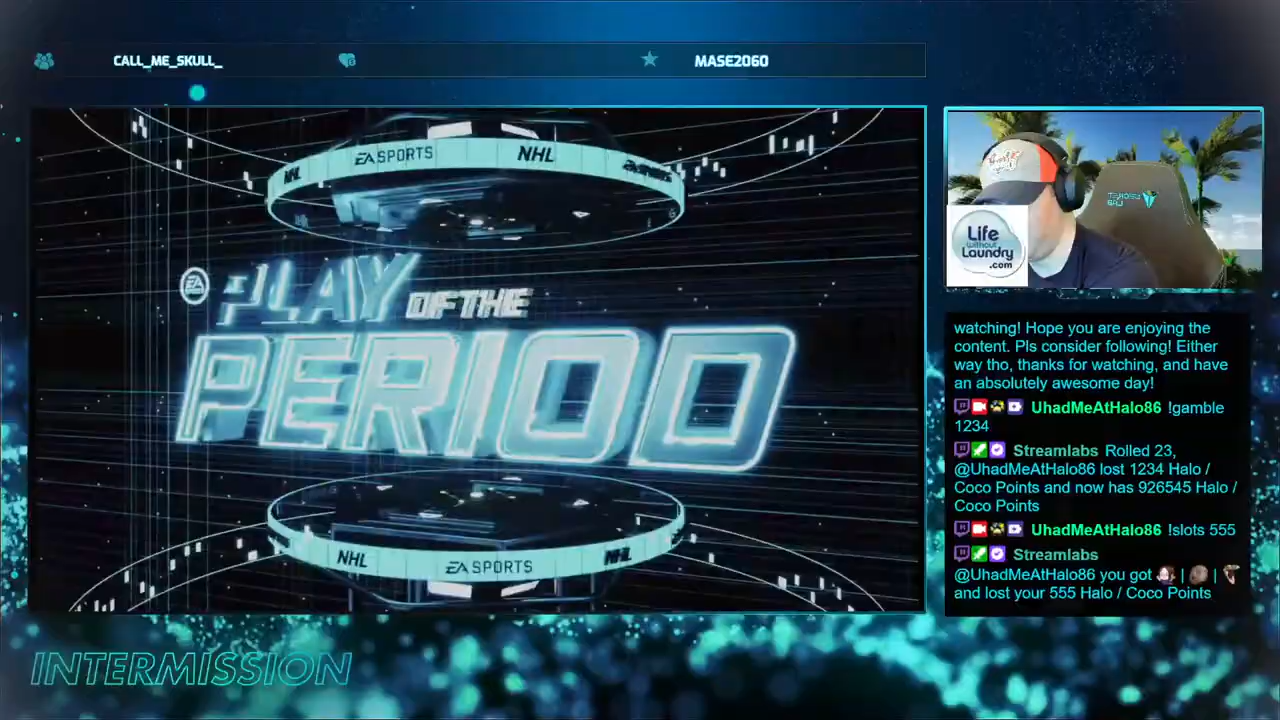 CALL_ME_SKULL_
MASE2060
EA SPORTS
NHL
NHL
EA
PLAY OF THE
PERIOD
NHL
EA SPORTS
NHL
INTERMISSION
Life
without
Laundry
.com
watching! Hope you are enjoying the
content. Pls consider following! Either
way tho, thanks for watching, and have
an absolutely awesome day!
UhadMeAtHalo86 !gamble
1234
Streamlabs Rolled 23,
@UhadMeAtHalo86 lost 1234 Halo /
Coco Points and now has 926545 Halo /
Coco Points
UhadMeAtHalo86 !slots 555
Streamlabs
@UhadMeAtHalo86 you got | |
and lost your 555 Halo / Coco Points